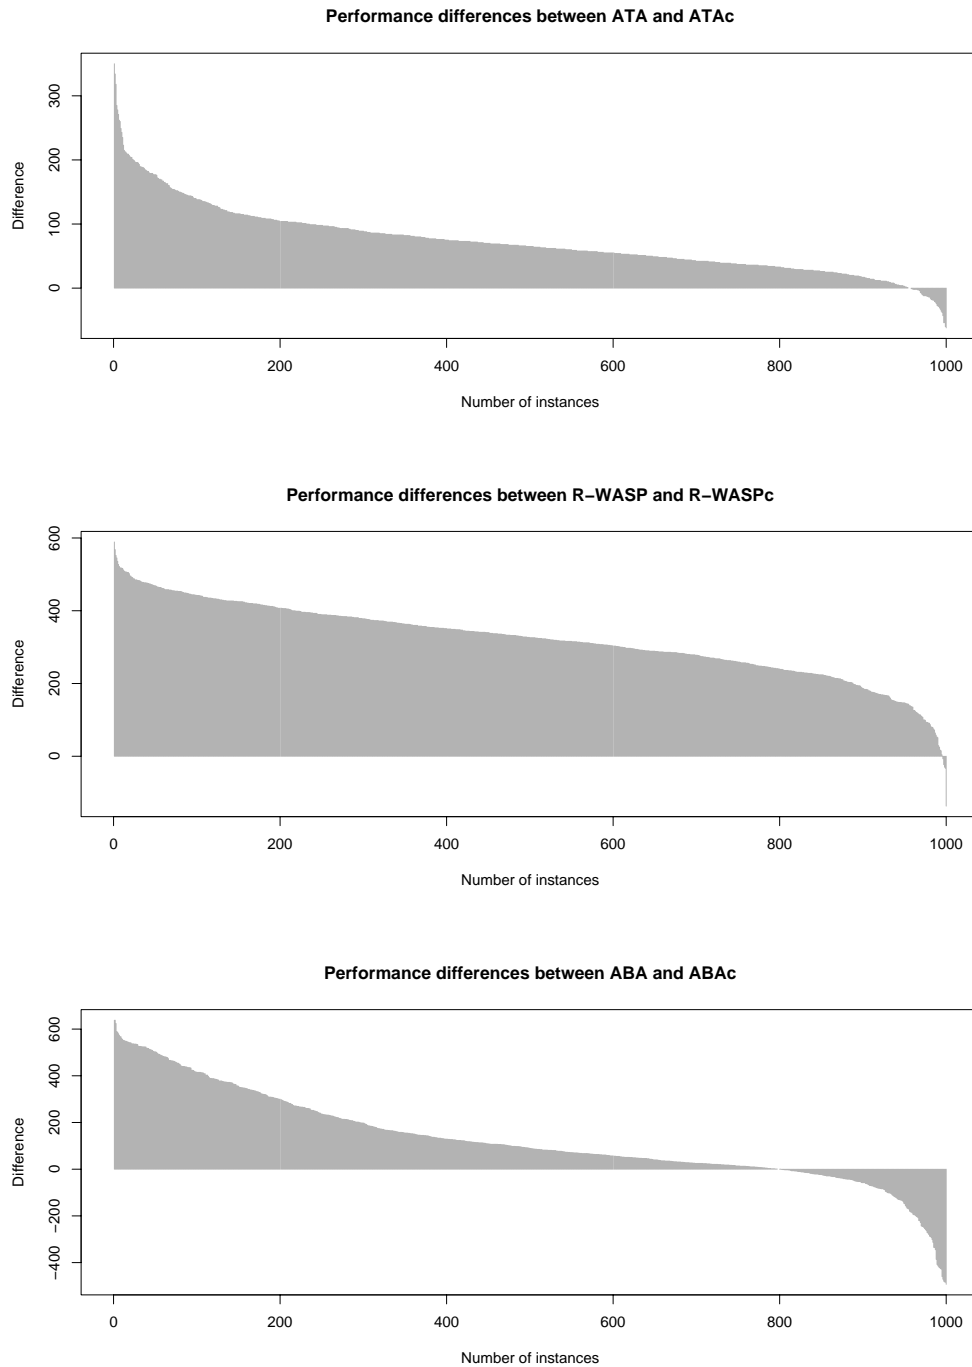 Performance differences between ATA and ATAc
Difference
300
200
100
0
0 200 400 600 800 1000
Number of instances
Performance differences between R−WASP and R−WASPc
Difference
600
400
200
0
0 200 400 600 800 1000
Number of instances
Performance differences between ABA and ABAc
Difference
600
400
200
0
−200
−400
0 200 400 600 800 1000
Number of instances